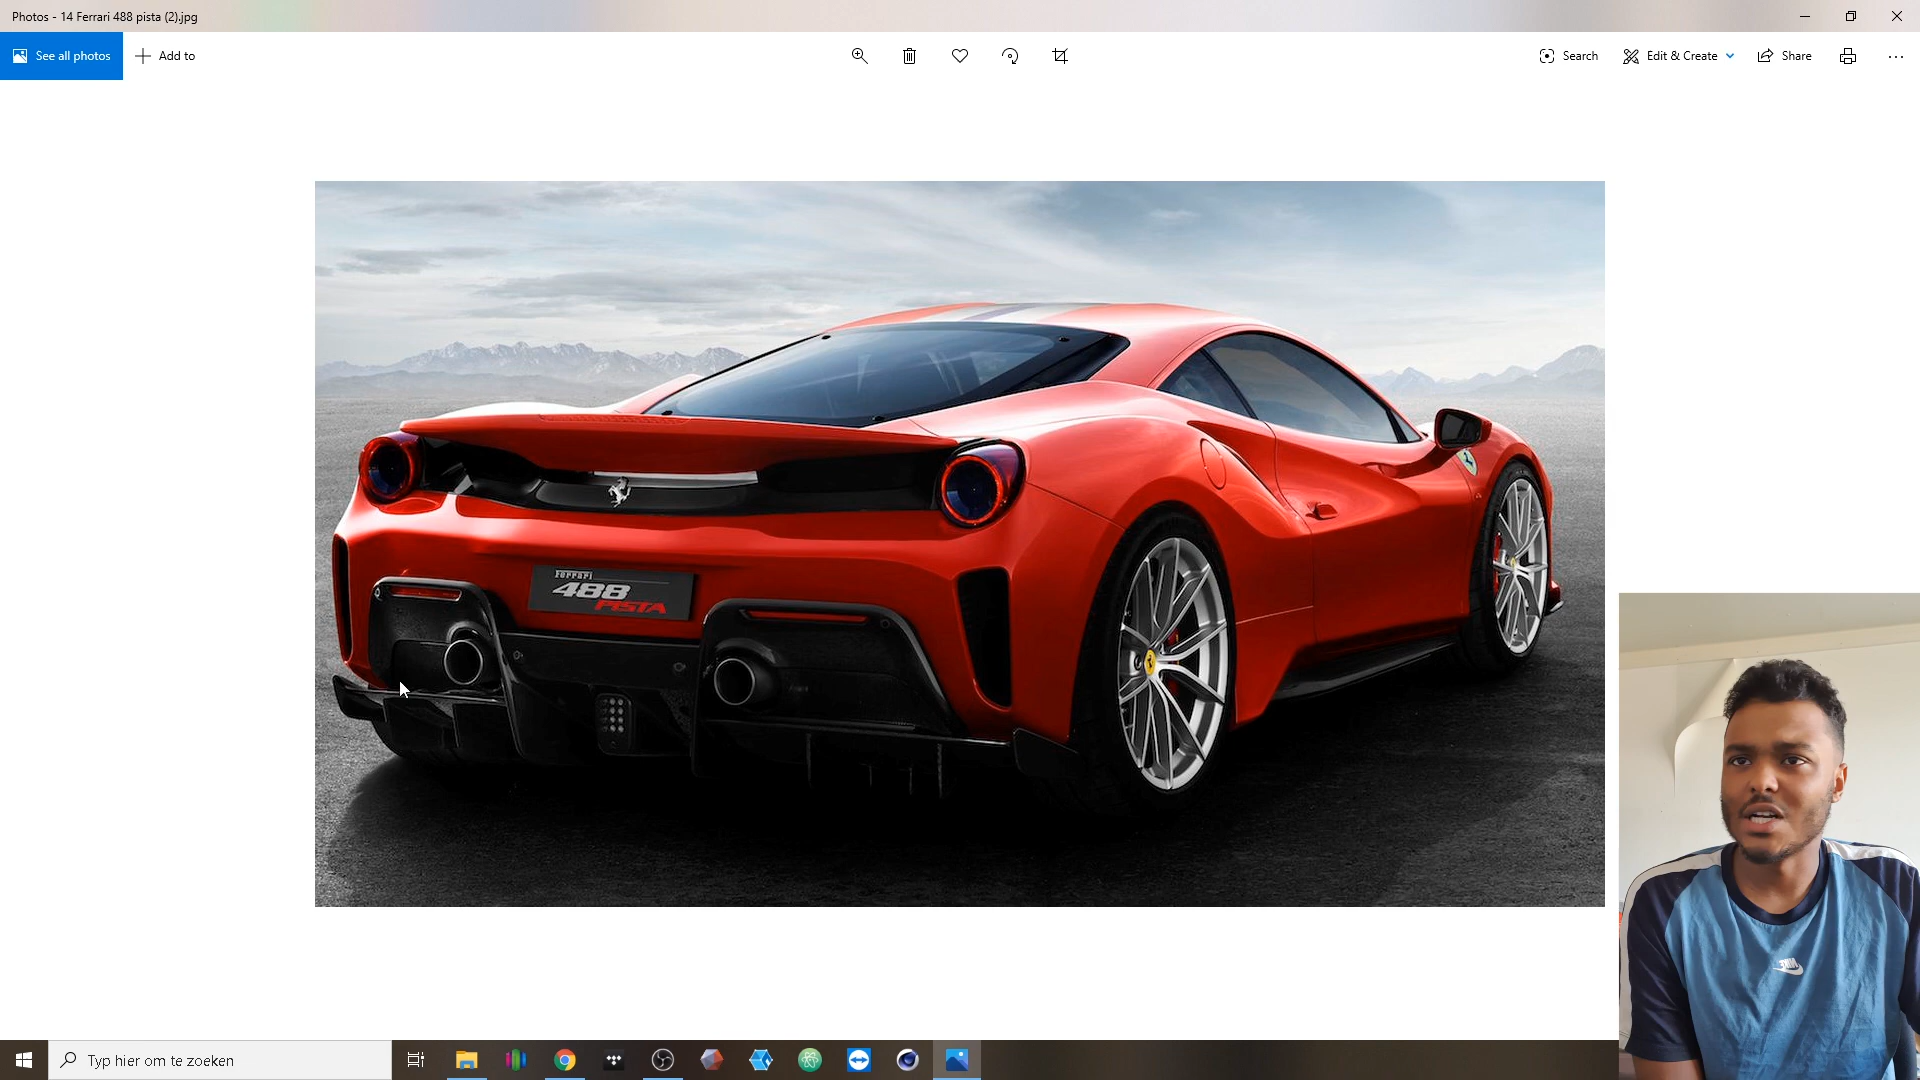 Photos - 14 Ferrari 488 pista (2).jpg
See all photos
Add to
Search
Edit & Create
Share
Ferrari
488
PISTA
Typ hier om te zoeken